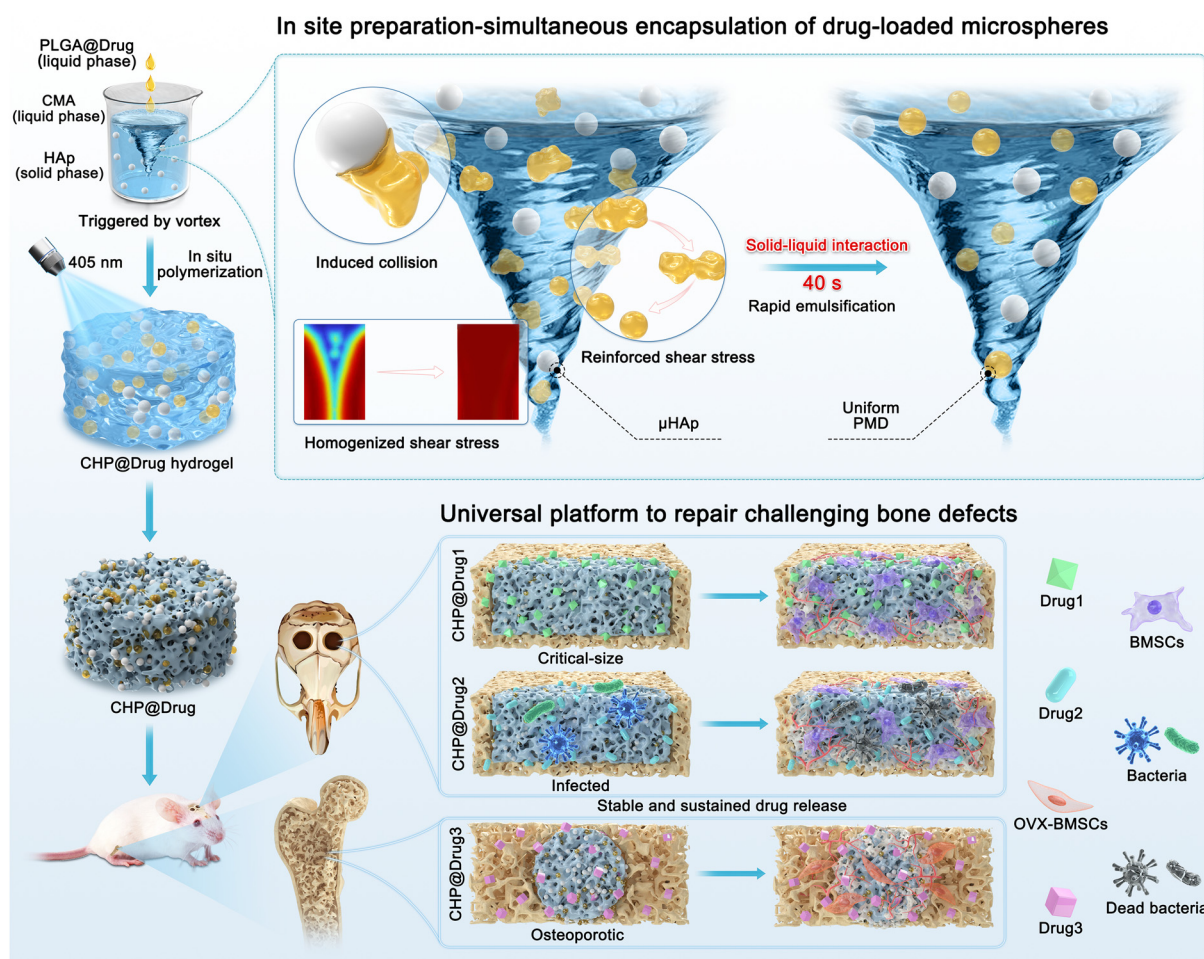 In site preparation-simultaneous encapsulation of drug-loaded microspheres
PLGA@Drug
(liquid phase)
CMA
(liquid phase)
HAp
(solid phase)
Triggered by vortex
405 nm
In situ
polymerization
CHP@Drug hydrogel
CHP@Drug
Induced collision
Reinforced shear stress
Homogenized shear stress
μHAp
Solid-liquid interaction
40 s
Rapid emulsification
Uniform
PMD
Universal platform to repair challenging bone defects
CHP@Drug1
Critical-size
CHP@Drug2
Infected
Stable and sustained drug release
CHP@Drug3
Osteoporotic
Drug1
BMSCs
Drug2
Bacteria
OVX-BMSCs
Drug3
Dead bacteria